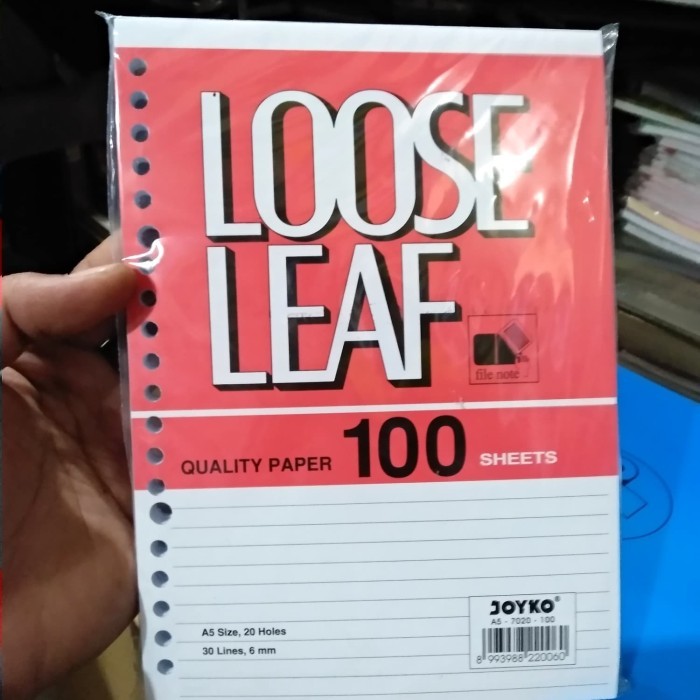 LOOSE
LEAF
file note
QUALITY PAPER 100 SHEETS
JOYKO®
A5 - 7020 - 100
A5 Size, 20 Holes
30 Lines, 6 mm
8 993988 220060